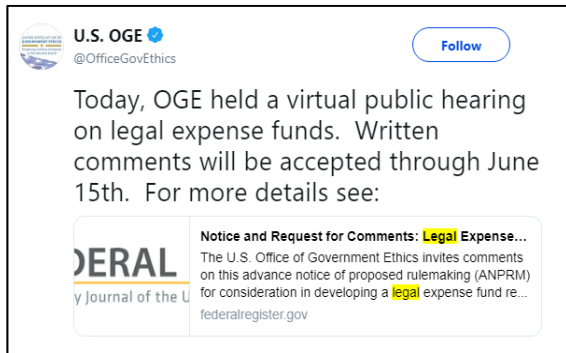 U.S. OGE
@OfficeGovEthics
Follow
Today, OGE held a virtual public hearing
on legal expense funds. Written
comments will be accepted through June
15th. For more details see:
DERAL
y Journal of the U
Notice and Request for Comments: Legal Expense...
The U.S. Office of Government Ethics invites comments
on this advance notice of proposed rulemaking (ANPRM)
for consideration in developing a legal expense fund re...
federalregister.gov